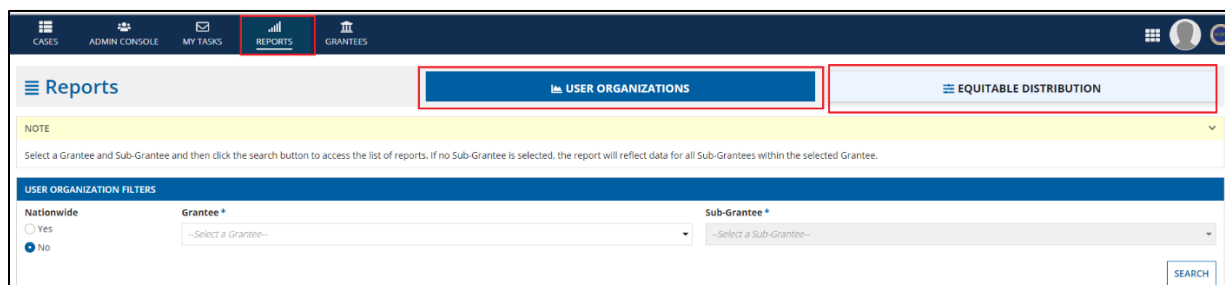 CASES ADMIN CONSOLE MY TASKS REPORTS GRANTEES
Reports USER ORGANIZATIONS EQUITABLE DISTRIBUTION
NOTE
Select a Grantee and Sub-Grantee and then click the search button to access the list of reports. If no Sub-Grantee is selected, the report will reflect data for all Sub-Grantees within the selected Grantee.
USER ORGANIZATION FILTERS
Nationwide Grantee * Sub-Grantee *
Yes --Select a Grantee-- --Select a Sub-Grantee--
No
SEARCH